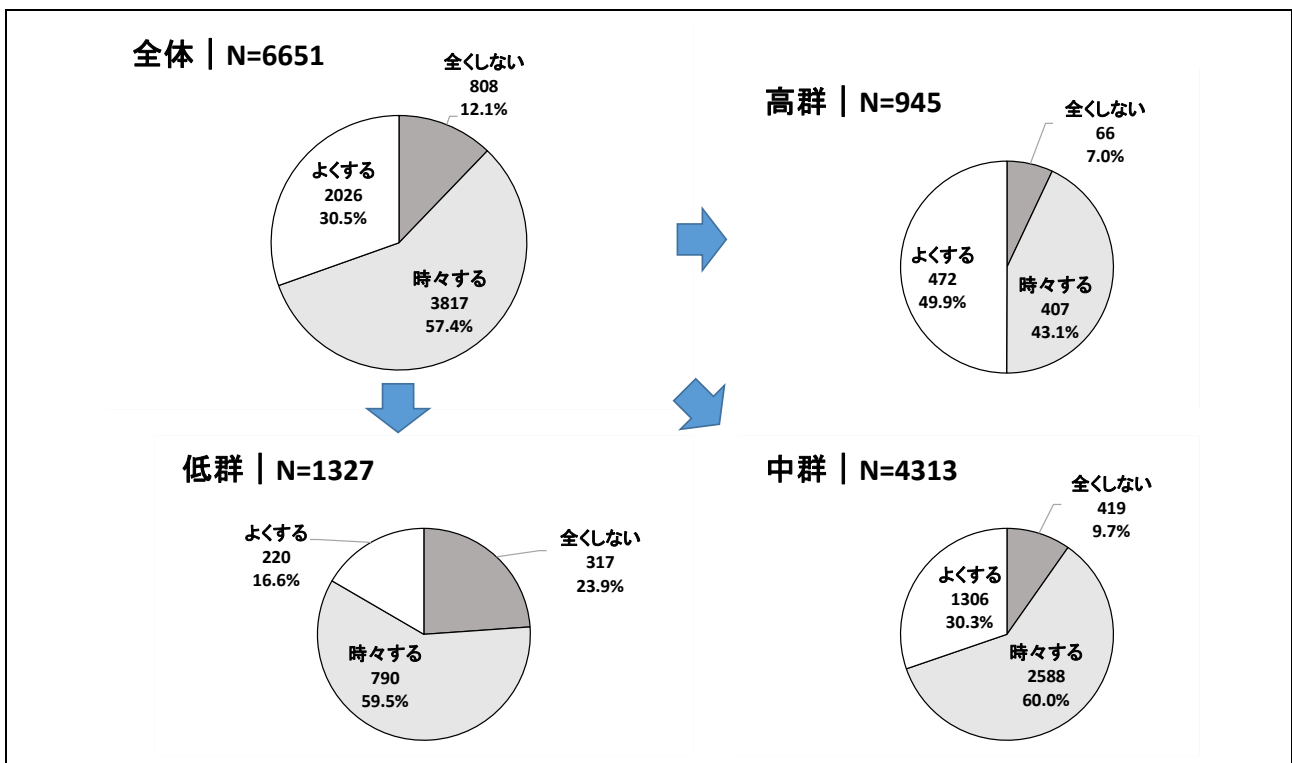 全体｜N=6651
全くしない
808
12.1%
よくする
2026
30.5%
時々する
3817
57.4%
高群｜N=945
全くしない
66
7.0%
よくする
472
49.9%
時々する
407
43.1%
低群｜N=1327
よくする
220
16.6%
全くしない
317
23.9%
時々する
790
59.5%
中群｜N=4313
全くしない
419
9.7%
よくする
1306
30.3%
時々する
2588
60.0%